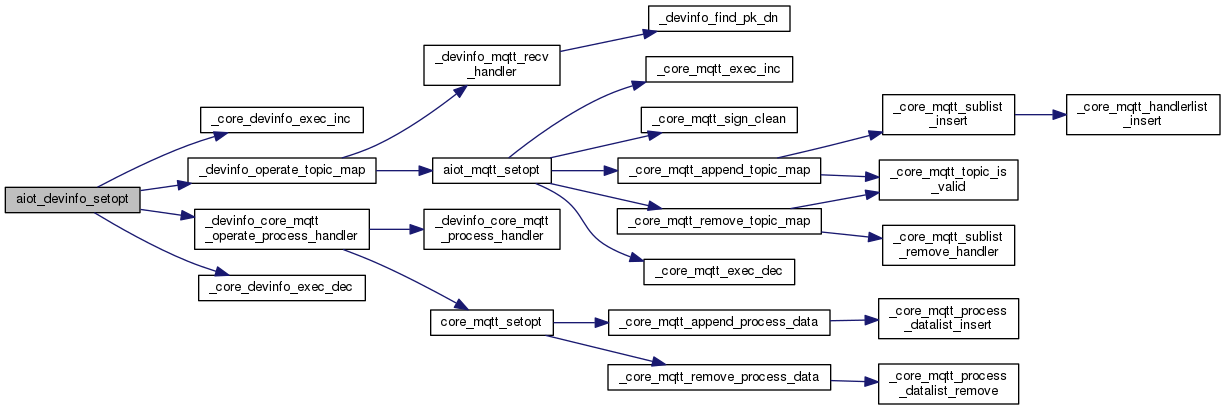 aiot_devinfo_setopt
_core_devinfo_exec_inc
_devinfo_operate_topic_map
_devinfo_core_mqtt
_operate_process_handler
_core_devinfo_exec_dec
_devinfo_mqtt_recv
_handler
aiot_mqtt_setopt
_devinfo_core_mqtt
_process_handler
core_mqtt_setopt
_devinfo_find_pk_dn
_core_mqtt_exec_inc
_core_mqtt_sign_clean
_core_mqtt_append_topic_map
_core_mqtt_remove_topic_map
_core_mqtt_exec_dec
_core_mqtt_append_process_data
_core_mqtt_remove_process_data
_core_mqtt_sublist
_insert
_core_mqtt_topic_is
_valid
_core_mqtt_sublist
_remove_handler
_core_mqtt_process
_datalist_insert
_core_mqtt_process
_datalist_remove
_core_mqtt_handlerlist
_insert